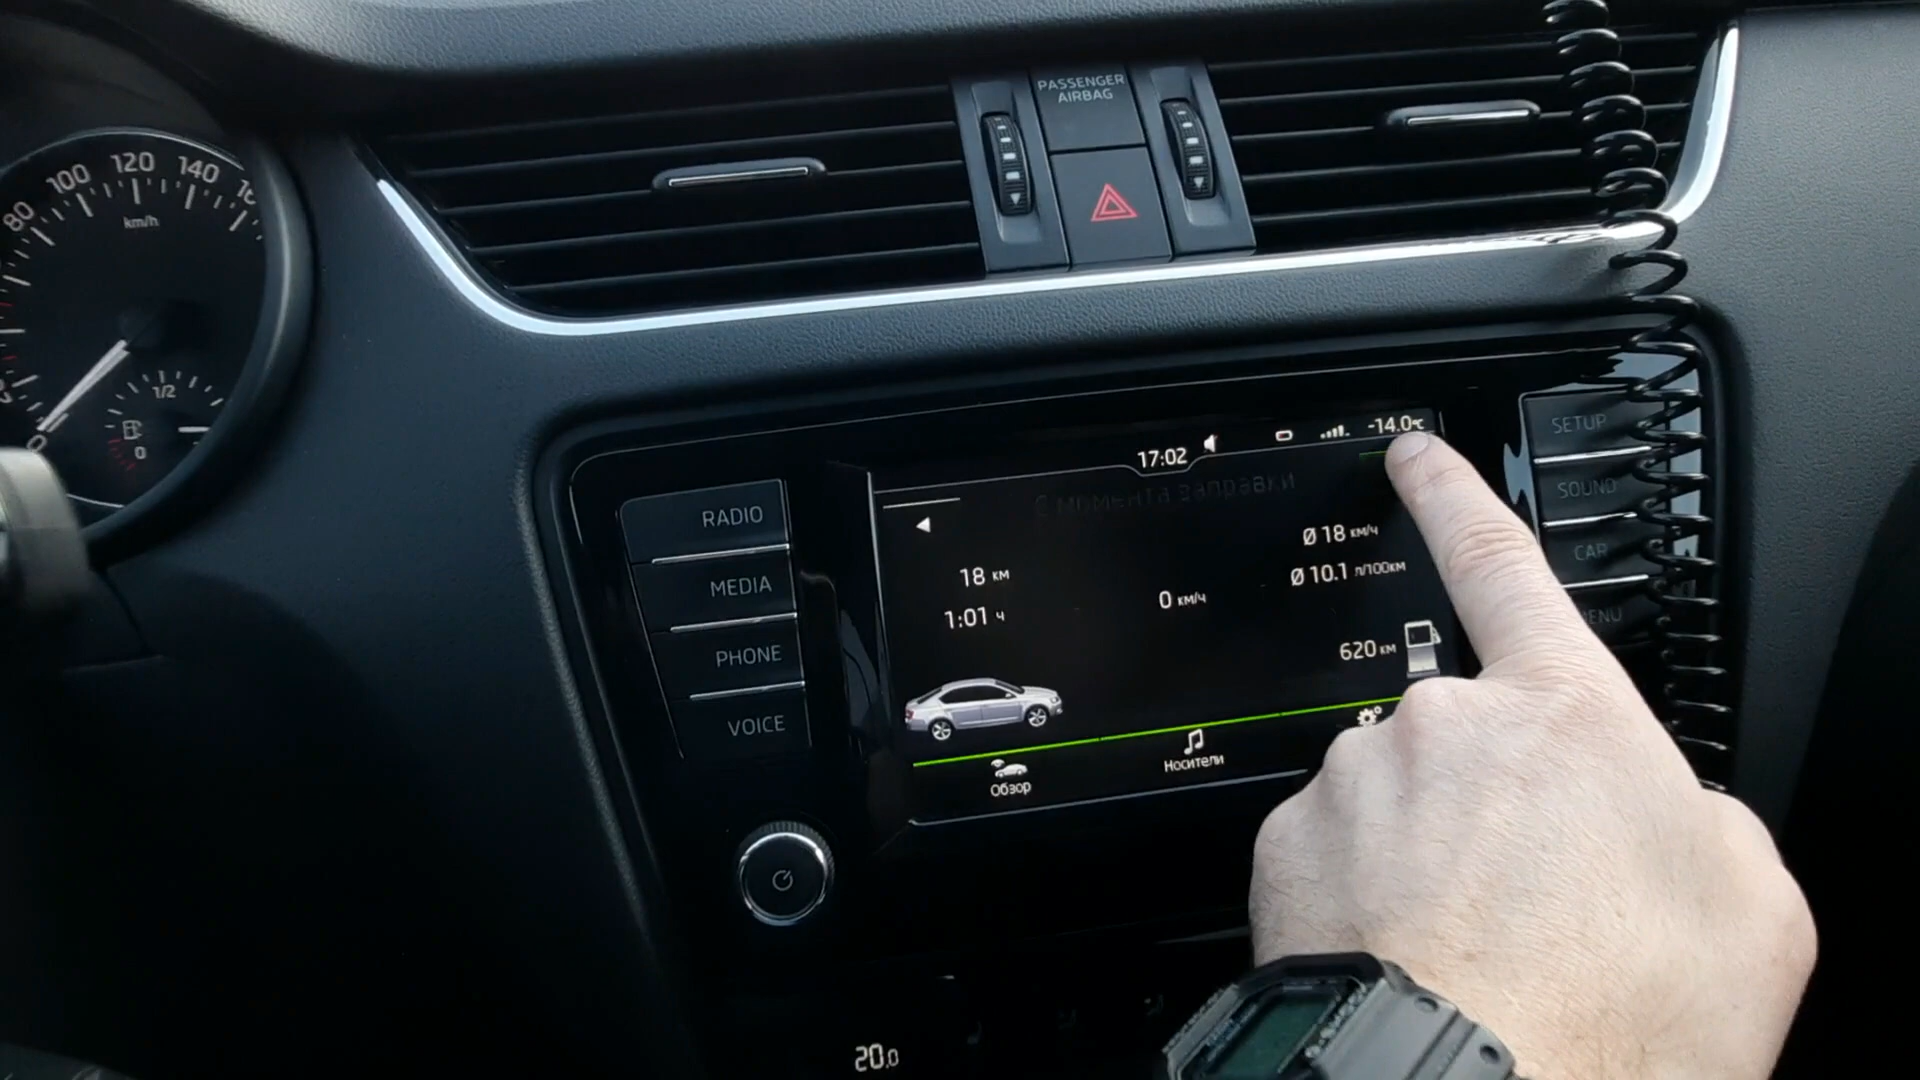 PASSENGER
AIRBAG
80
100
120
140
km/h
1/2
0
0
RADIO
MEDIA
PHONE
VOICE
17:02
-14.0°C
С момента заправки
18 км
1:01 ч
0 км/ч
Ø 18 км/ч
Ø 10.1 л/100км
620 км
Обзор
Носители
SETUP
SOUND
CAR
20.0